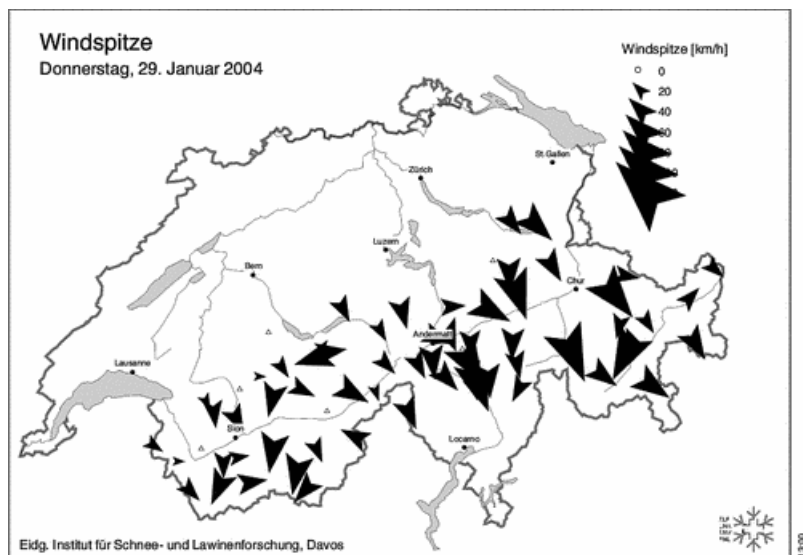 Windspitze
Donnerstag, 29. Januar 2004
Windspitze [km/h]
0
20
40
60
St.Gallen
Zürich
Luzern
Bern
Chur
Andermatt
Lausanne
Sion
Locarno
Eidg. Institut für Schnee- und Lawinenforschung, Davos